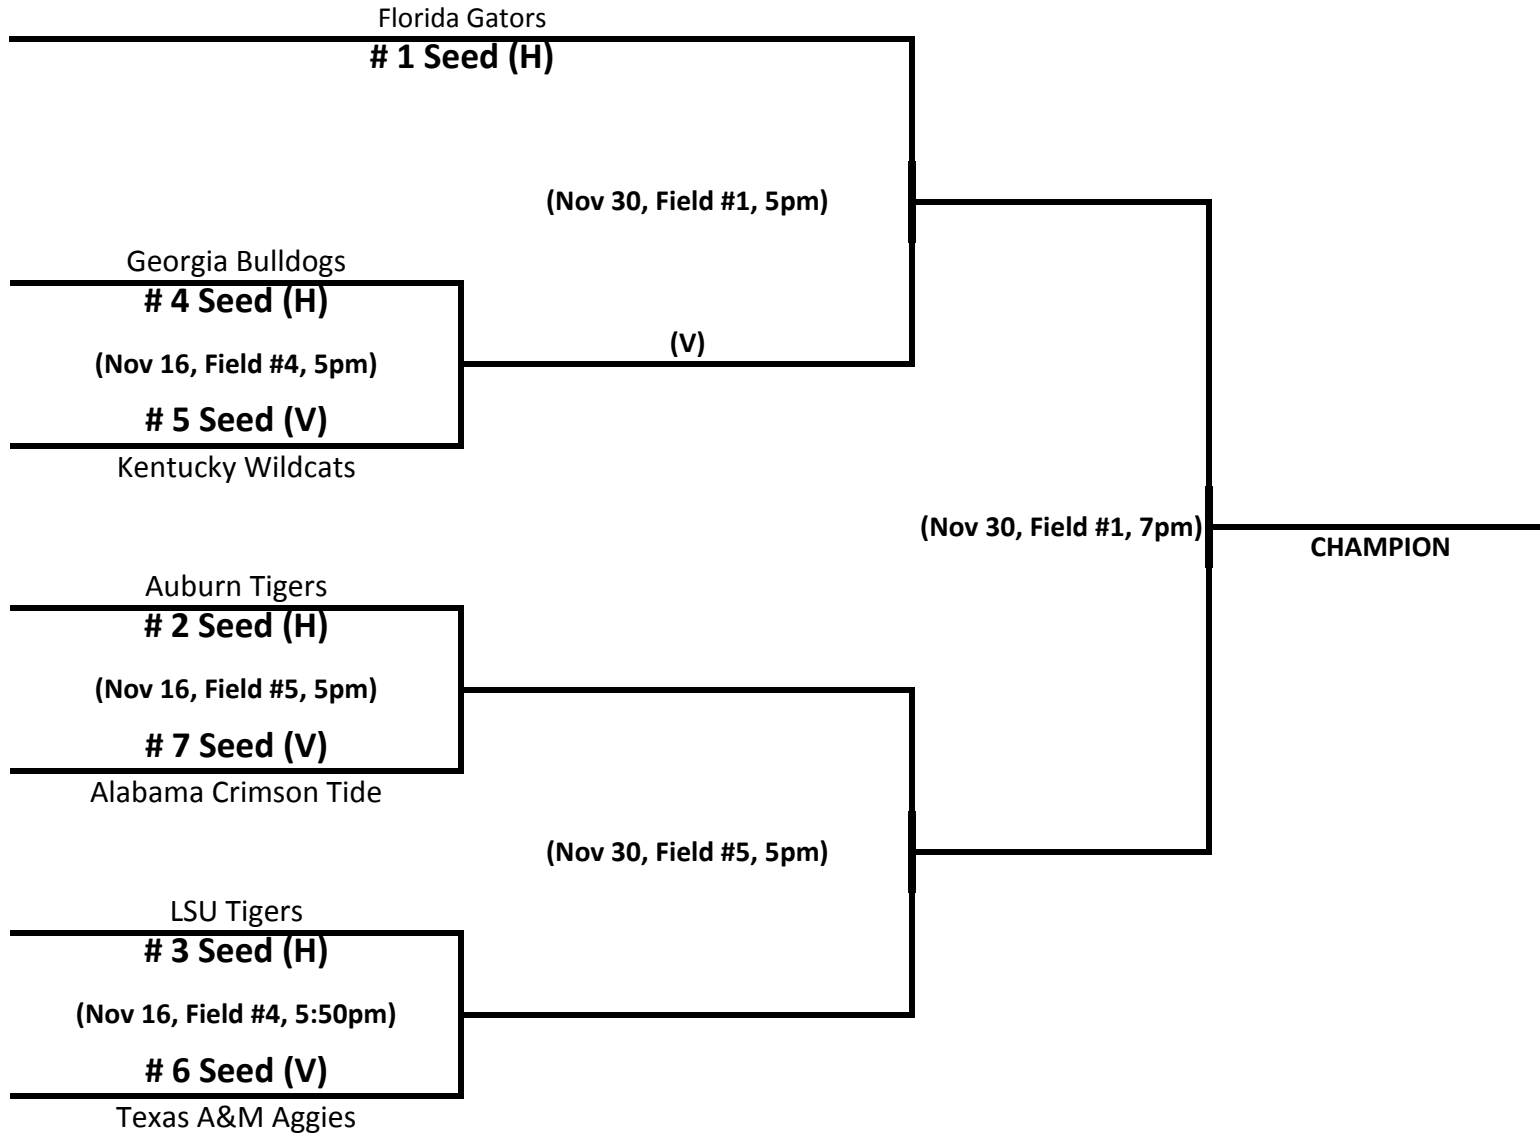 Florida Gators
# 1 Seed (H)
(Nov 30, Field #1, 5pm)
Georgia Bulldogs
# 4 Seed (H)
(V)
(Nov 16, Field #4, 5pm)
# 5 Seed (V)
Kentucky Wildcats
(Nov 30, Field #1, 7pm)
CHAMPION
Auburn Tigers
# 2 Seed (H)
(Nov 16, Field #5, 5pm)
# 7 Seed (V)
Alabama Crimson Tide
(Nov 30, Field #5, 5pm)
LSU Tigers
# 3 Seed (H)
(Nov 16, Field #4, 5:50pm)
# 6 Seed (V)
Texas A&M Aggies